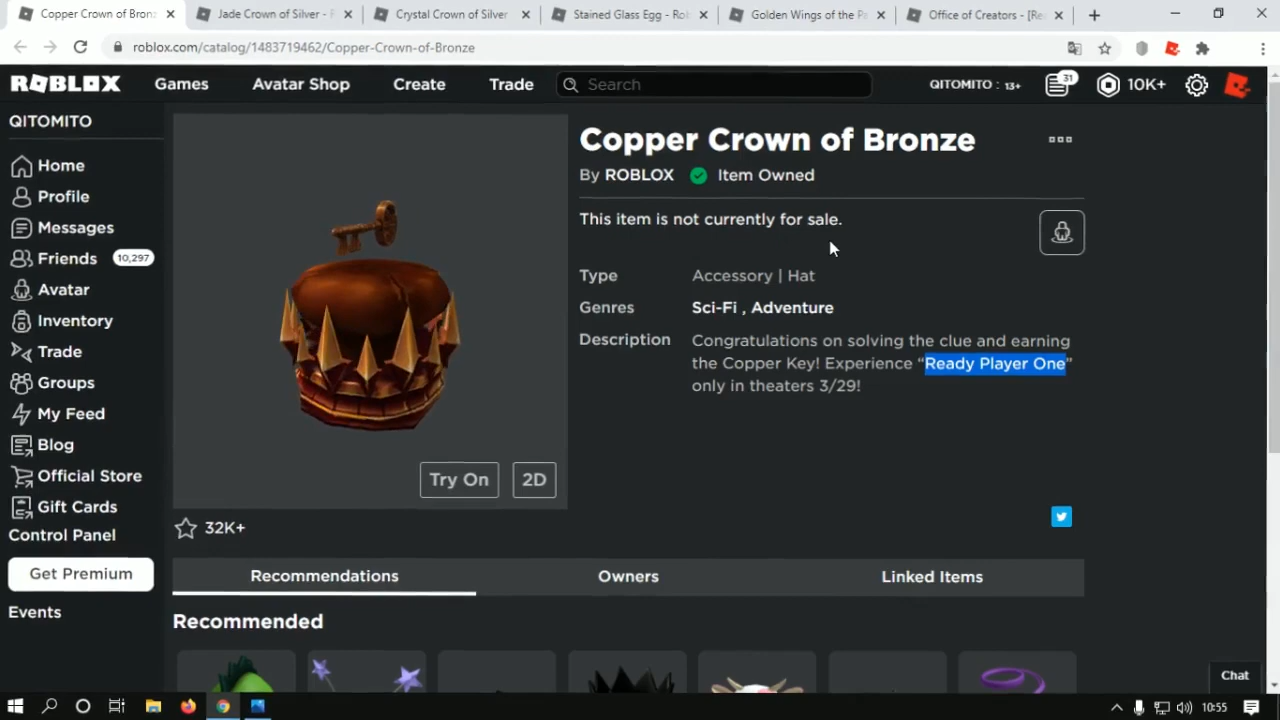 Copper Crown of Bronz
Jade Crown of Silver - F
Crystal Crown of Silver
Stained Glass Egg - Ro
Golden Wings of the Pa
Office of Creators - [Re
roblox.com/catalog/1483719462/Copper-Crown-of-Bronze
ROBLOX
Games
Avatar Shop
Create
Trade
Search
QITOMITO : 13+
31
10K+
QITOMITO
Home
Profile
Messages
Friends
10,297
Avatar
Inventory
Trade
Groups
My Feed
Blog
Official Store
Gift Cards
Control Panel
Get Premium
Events
Copper Crown of Bronze
By ROBLOX Item Owned
This item is not currently for sale.
Type Accessory | Hat
Genres Sci-Fi , Adventure
Description Congratulations on solving the clue and earning
the Copper Key! Experience “Ready Player One”
only in theaters 3/29!
Try On
2D
32K+
Recommendations
Owners
Linked Items
Recommended
Chat
10:55